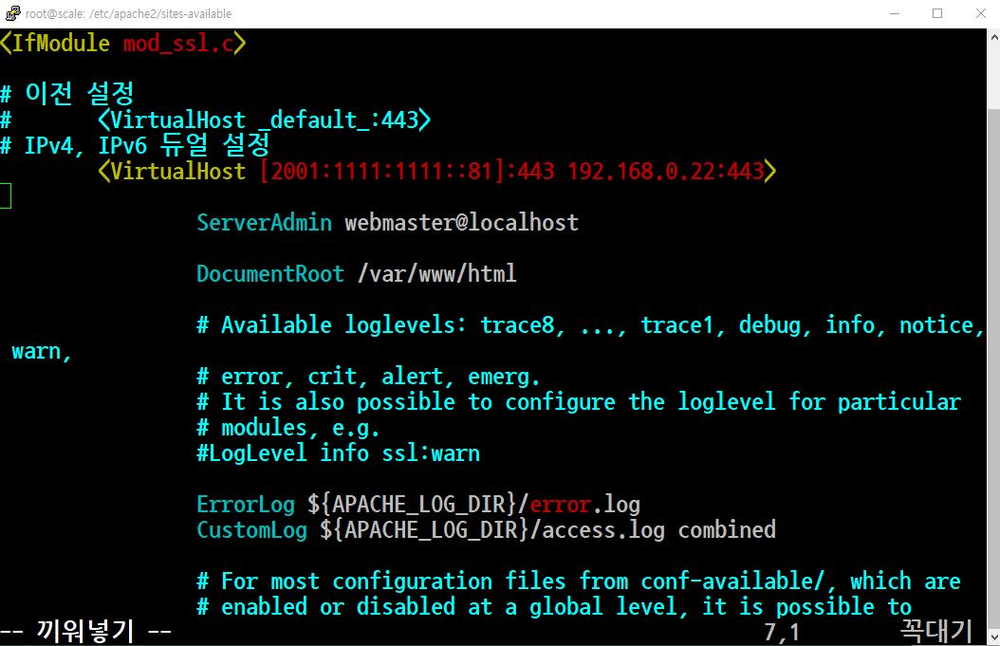 root@scale: /etc/apache2/sites-available
<IfModule mod_ssl.c>
# 이전 설정
#       <VirtualHost _default_:443>
# IPv4, IPv6 듀얼 설정
        <VirtualHost [2001:1111:1111::81]:443 192.168.0.22:443>
                ServerAdmin webmaster@localhost
                DocumentRoot /var/www/html
                # Available loglevels: trace8, ..., trace1, debug, info, notice,
 warn,
                # error, crit, alert, emerg.
                # It is also possible to configure the loglevel for particular
                # modules, e.g.
                #LogLevel info ssl:warn
                ErrorLog ${APACHE_LOG_DIR}/error.log
                CustomLog ${APACHE_LOG_DIR}/access.log combined
                # For most configuration files from conf-available/, which are
                # enabled or disabled at a global level, it is possible to
-- 끼워넣기 --                                                7,1        꼭대기